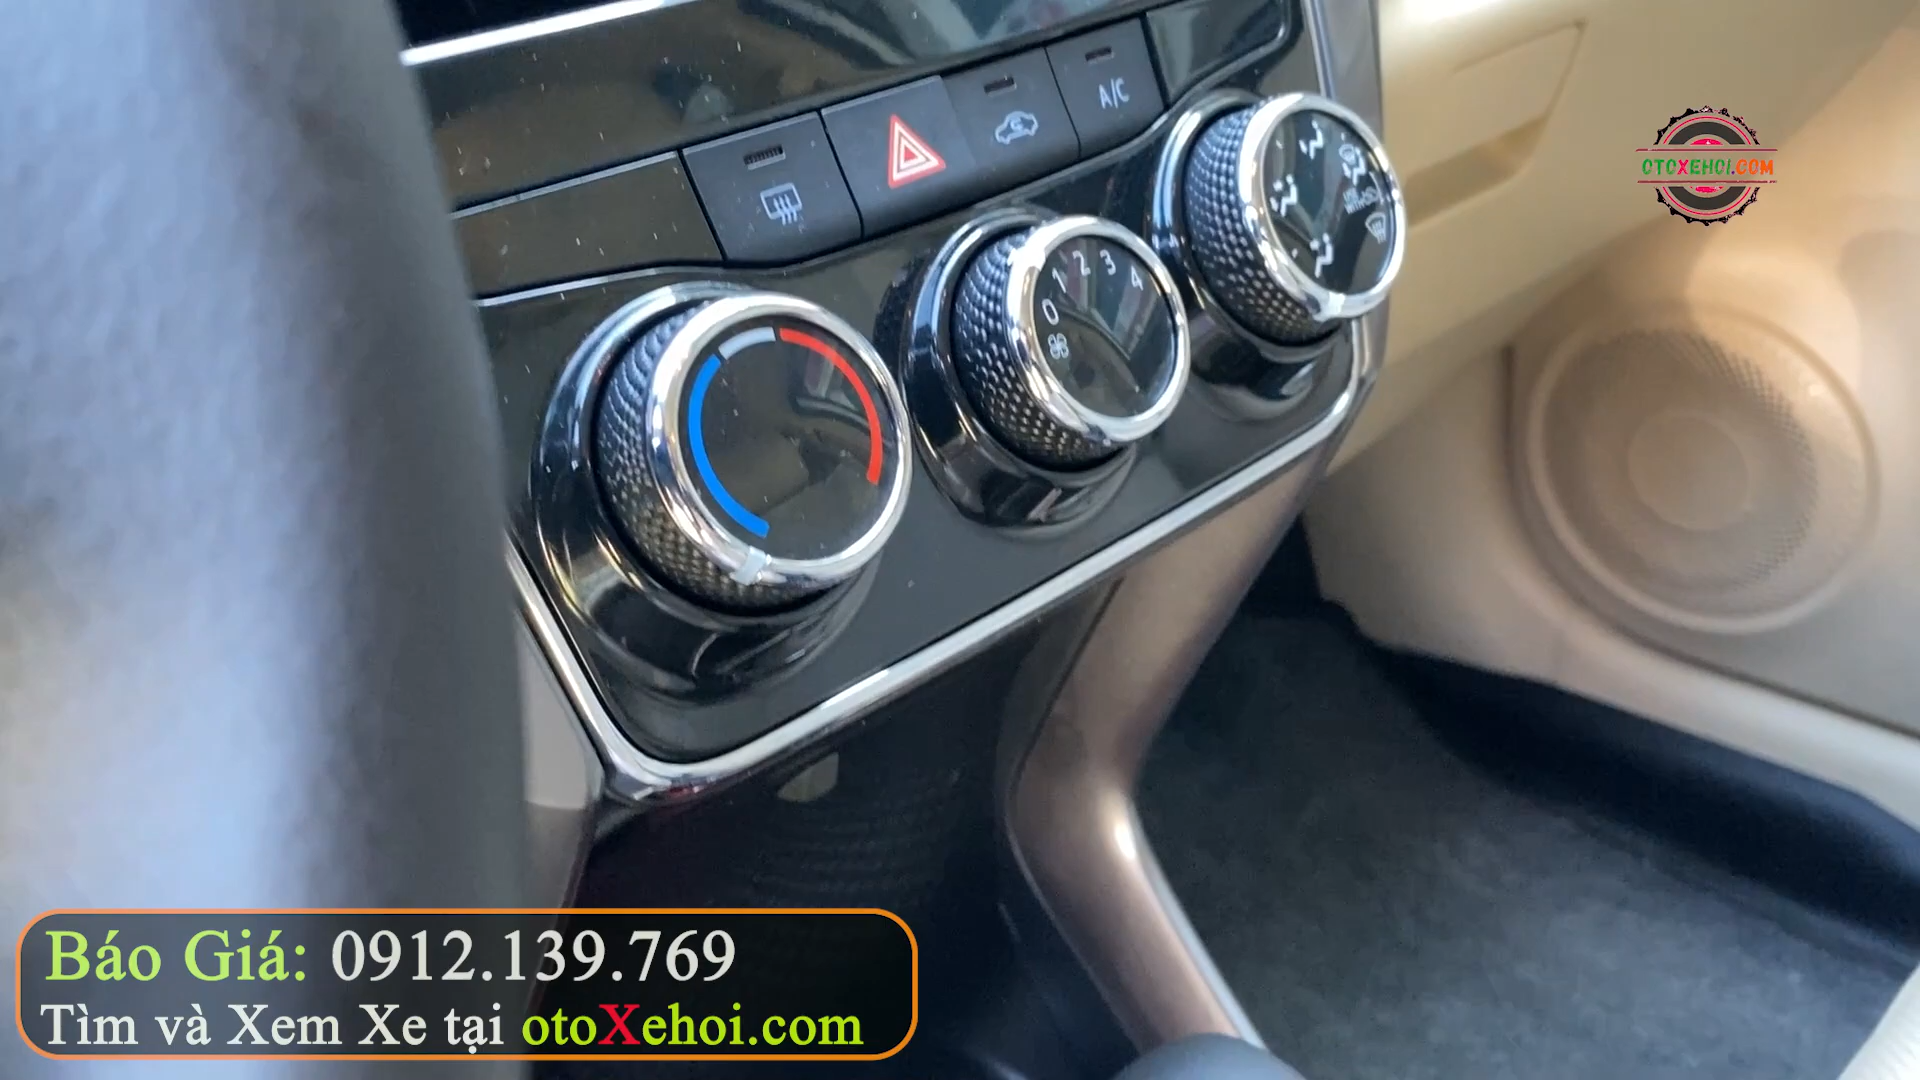 A/C
OTOXEHOI.COM
0 1 2 3 4
Báo Giá: 0912.139.769
Tìm và Xem Xe tại otoXehoi.com